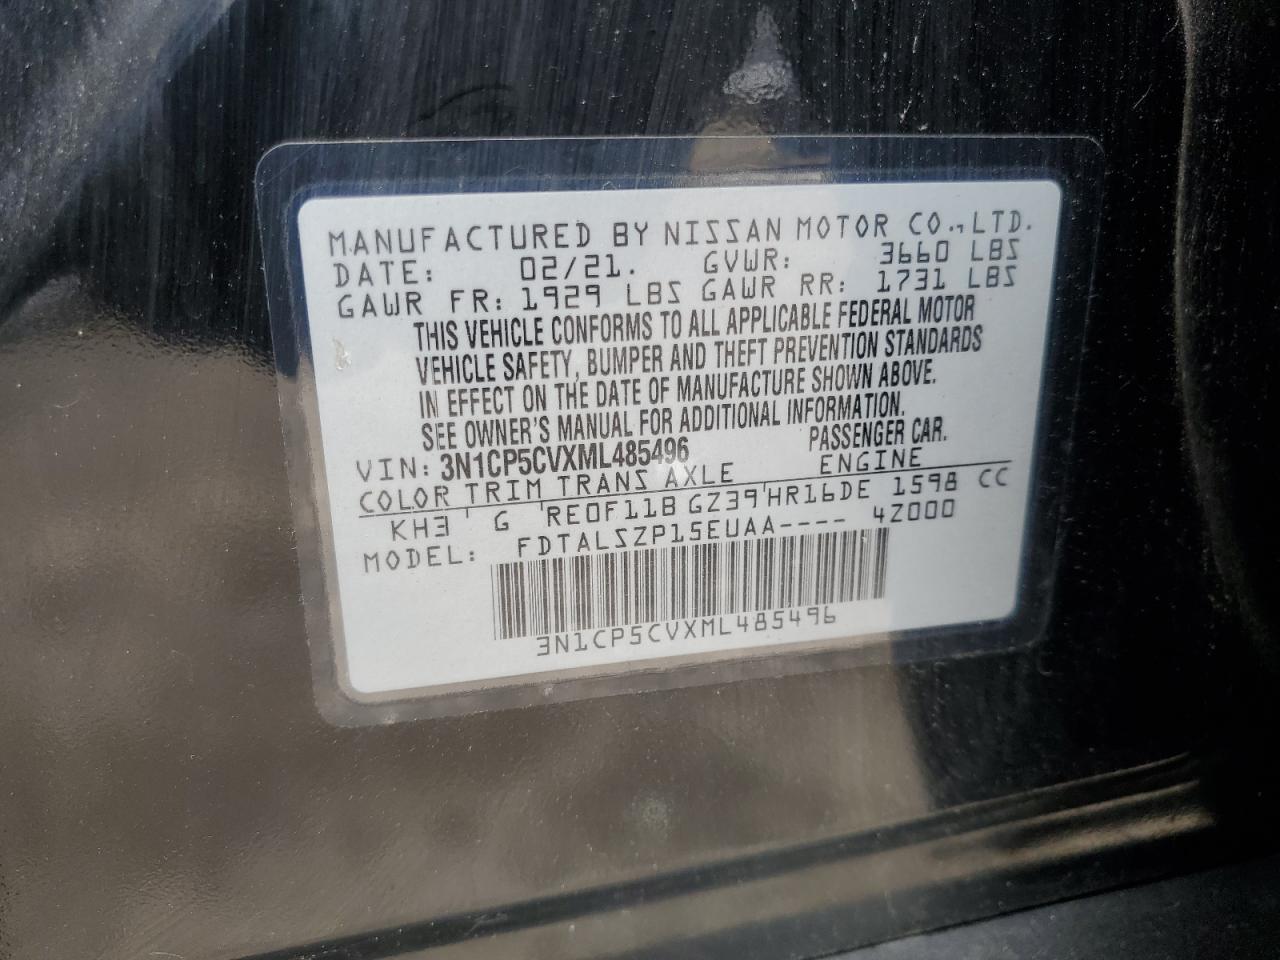 MANUFACTURED BY NISSAN MOTOR CO., LTD.
DATE: 02/21. GVWR: 3660 LBS
GAWR FR: 1929 LBS GAWR RR: 1731 LBS
THIS VEHICLE CONFORMS TO ALL APPLICABLE FEDERAL MOTOR
VEHICLE SAFETY, BUMPER AND THEFT PREVENTION STANDARDS
IN EFFECT ON THE DATE OF MANUFACTURE SHOWN ABOVE.
SEE OWNER'S MANUAL FOR ADDITIONAL INFORMATION.
VIN: 3N1CP5CVXML485496 PASSENGER CAR.
COLOR TRIM TRANS AXLE ENGINE
KH3 ' G ' RE0F11B GZ39 ' HR16DE 1598 CC
MODEL: FDTALSZP15EUAA---- 4Z000
3N1CP5CVXML485496